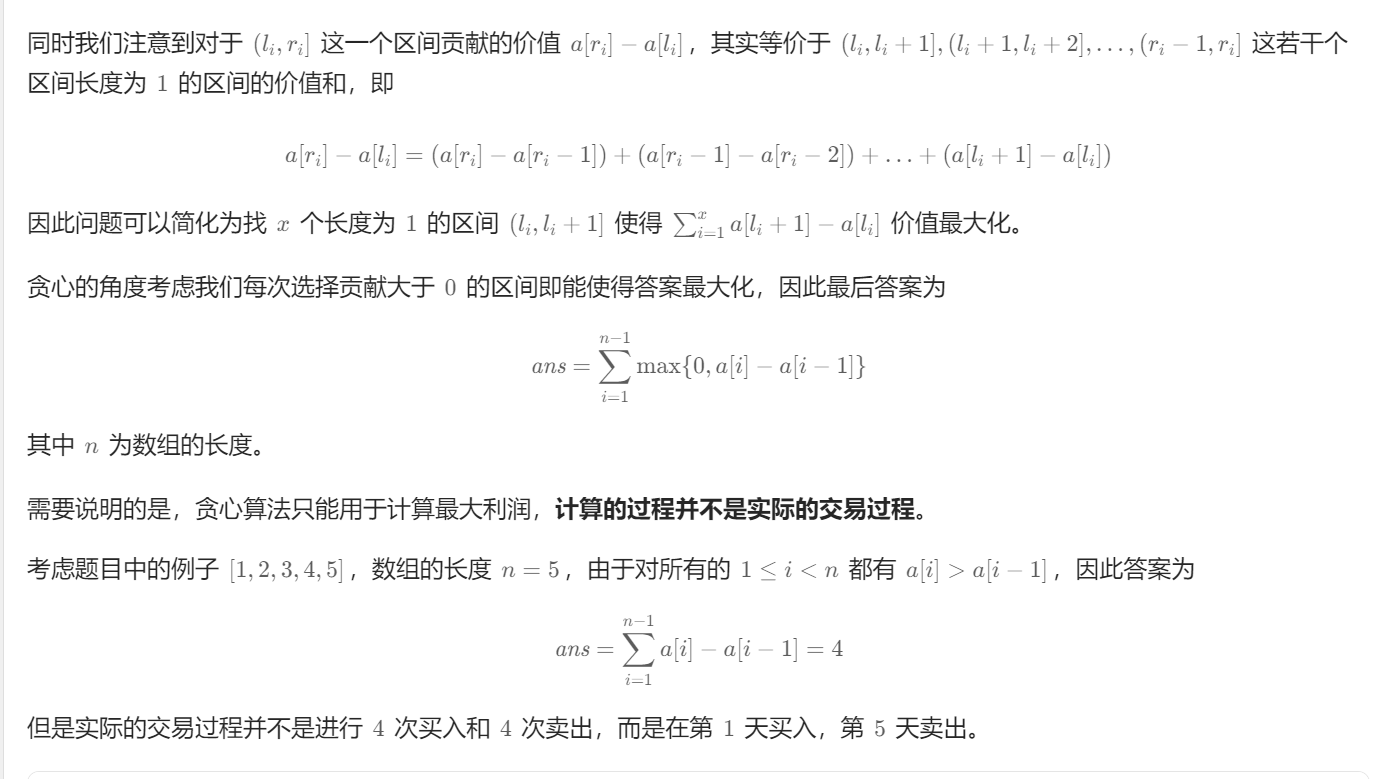 同时我们注意到对于 (l_i, r_i] 这一个区间贡献的价值 a[r_i] − a[l_i]，其实等价于 (l_i, l_i + 1], (l_i + 1, l_i + 2], …, (r_i − 1, r_i] 这若干个
区间长度为 1 的区间的价值和，即
a[r_i] − a[l_i] = (a[r_i] − a[r_i − 1]) + (a[r_i − 1] − a[r_i − 2]) + … + (a[l_i + 1] − a[l_i])
因此问题可以简化为找 x 个长度为 1 的区间 (l_i, l_i + 1] 使得 ∑_{i=1}^{x} a[l_i + 1] − a[l_i] 价值最大化。
贪心的角度考虑我们每次选择贡献大于 0 的区间即能使得答案最大化，因此最后答案为
ans = ∑_{i=1}^{n−1} max{0, a[i] − a[i − 1]}
其中 n 为数组的长度。
需要说明的是，贪心算法只能用于计算最大利润，计算的过程并不是实际的交易过程。
考虑题目中的例子 [1, 2, 3, 4, 5]，数组的长度 n = 5，由于对所有的 1 ≤ i < n 都有 a[i] > a[i − 1]，因此答案为
ans = ∑_{i=1}^{n−1} a[i] − a[i − 1] = 4
但是实际的交易过程并不是进行 4 次买入和 4 次卖出，而是在第 1 天买入，第 5 天卖出。